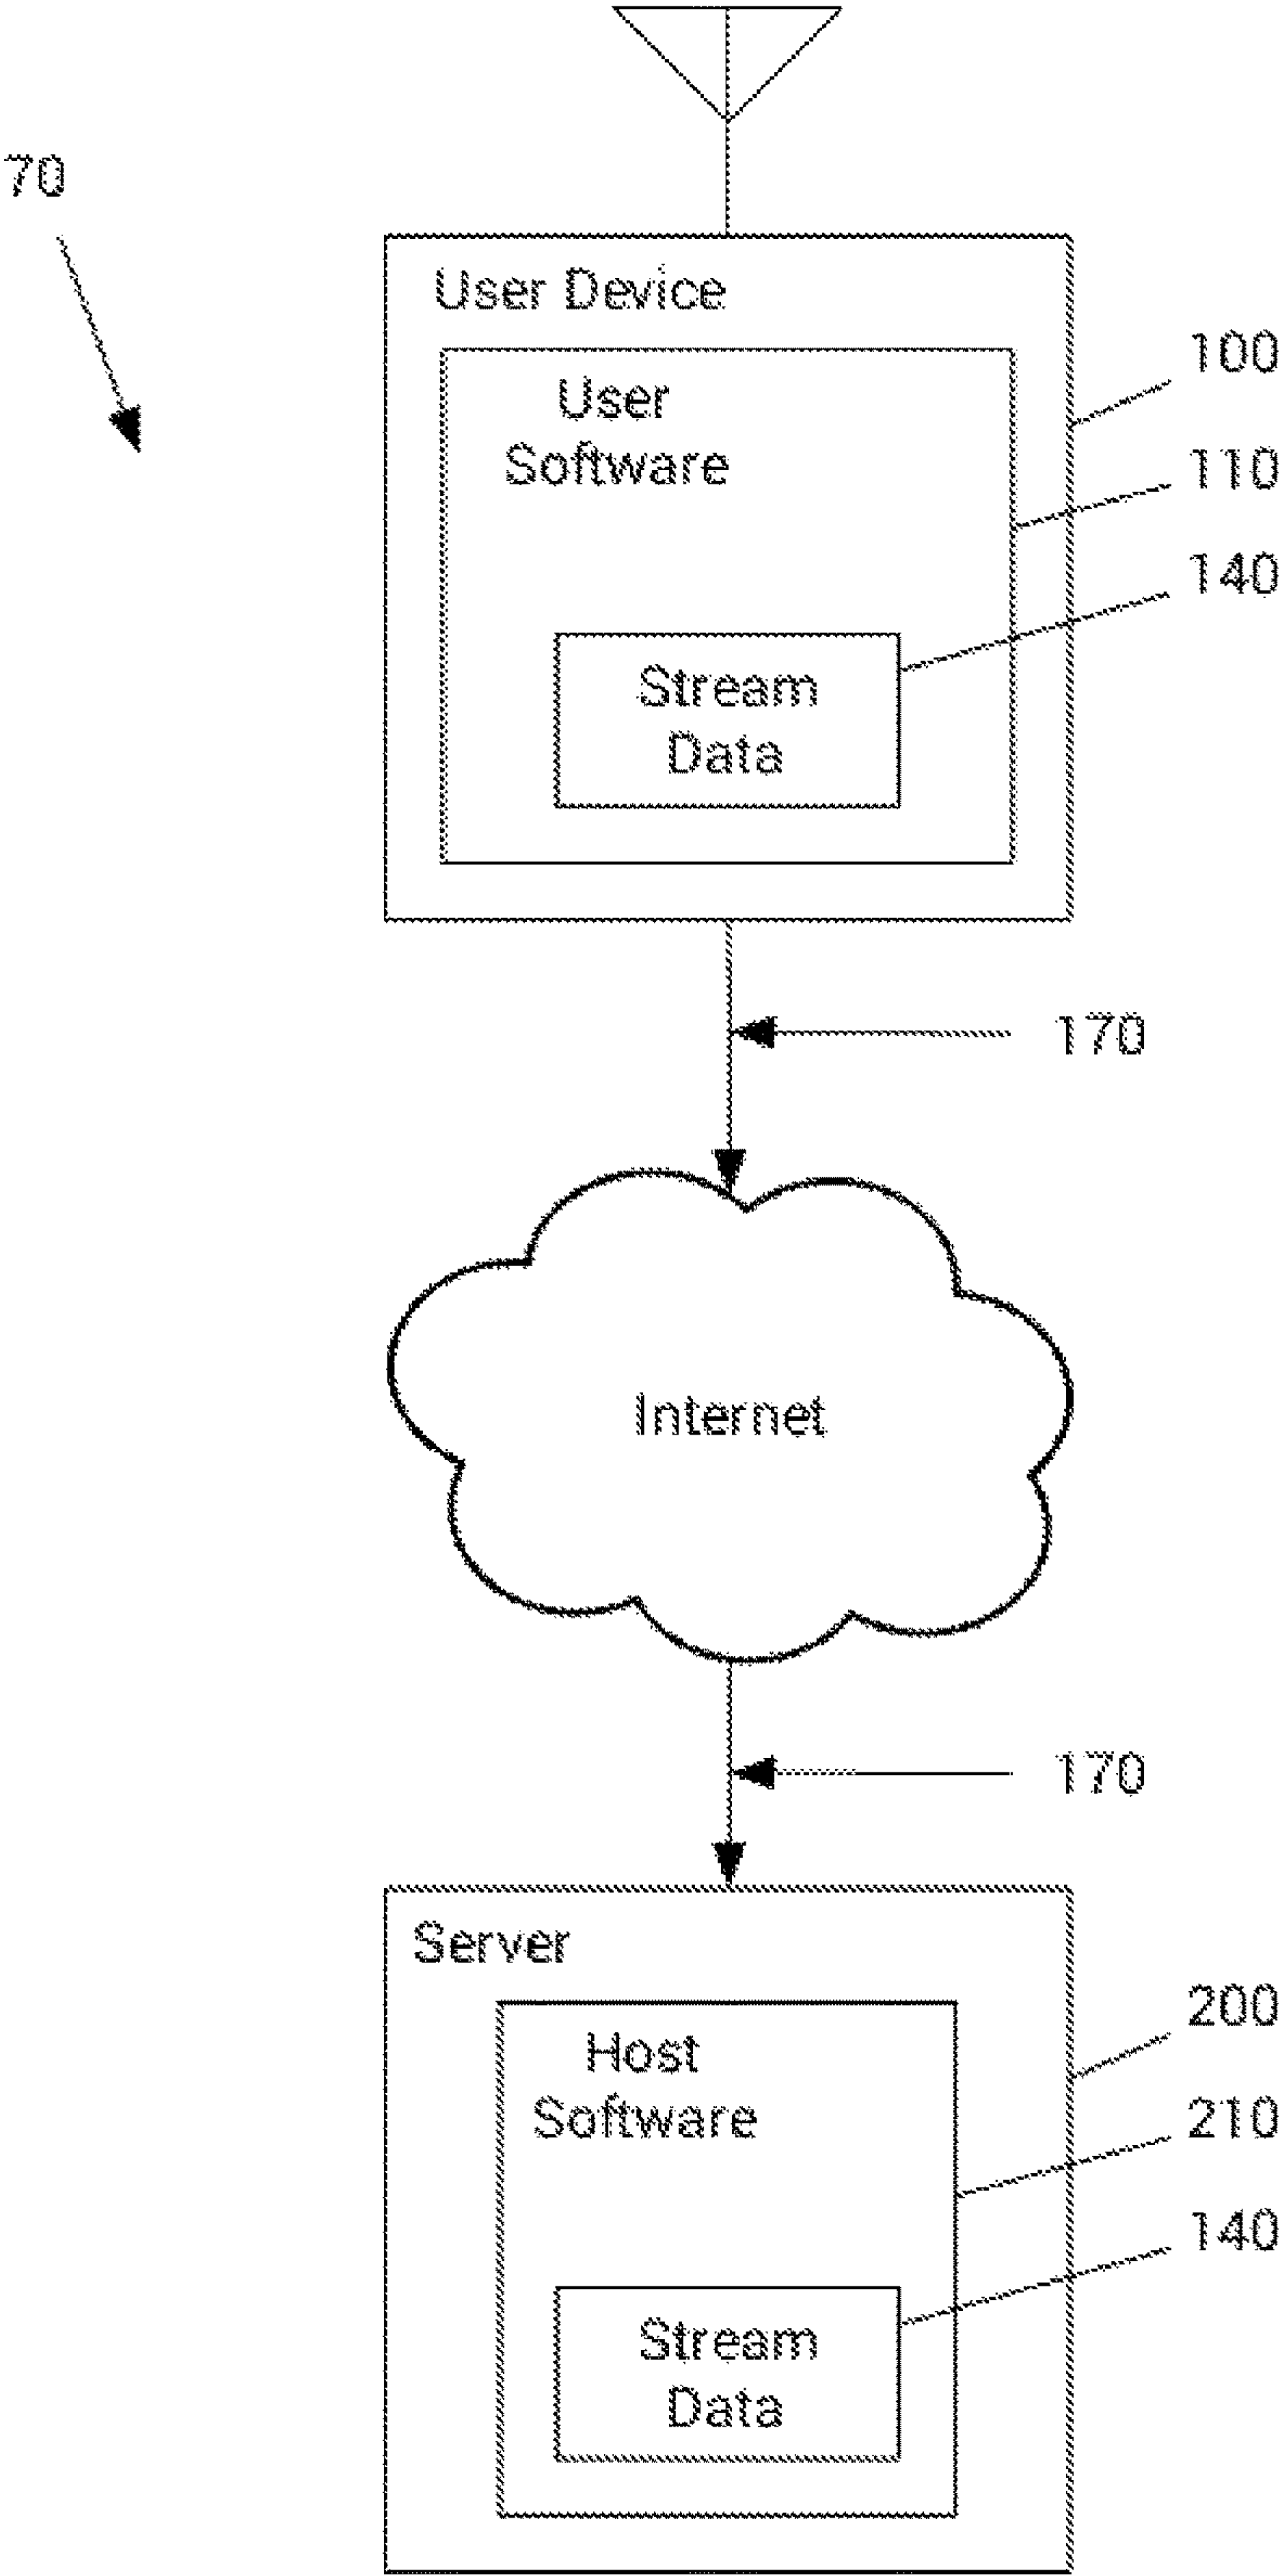 70
User Device
100
User
Software
110
140
Stream
Data
170
Internet
170
Server
200
Host
Software
210
140
Stream
Data